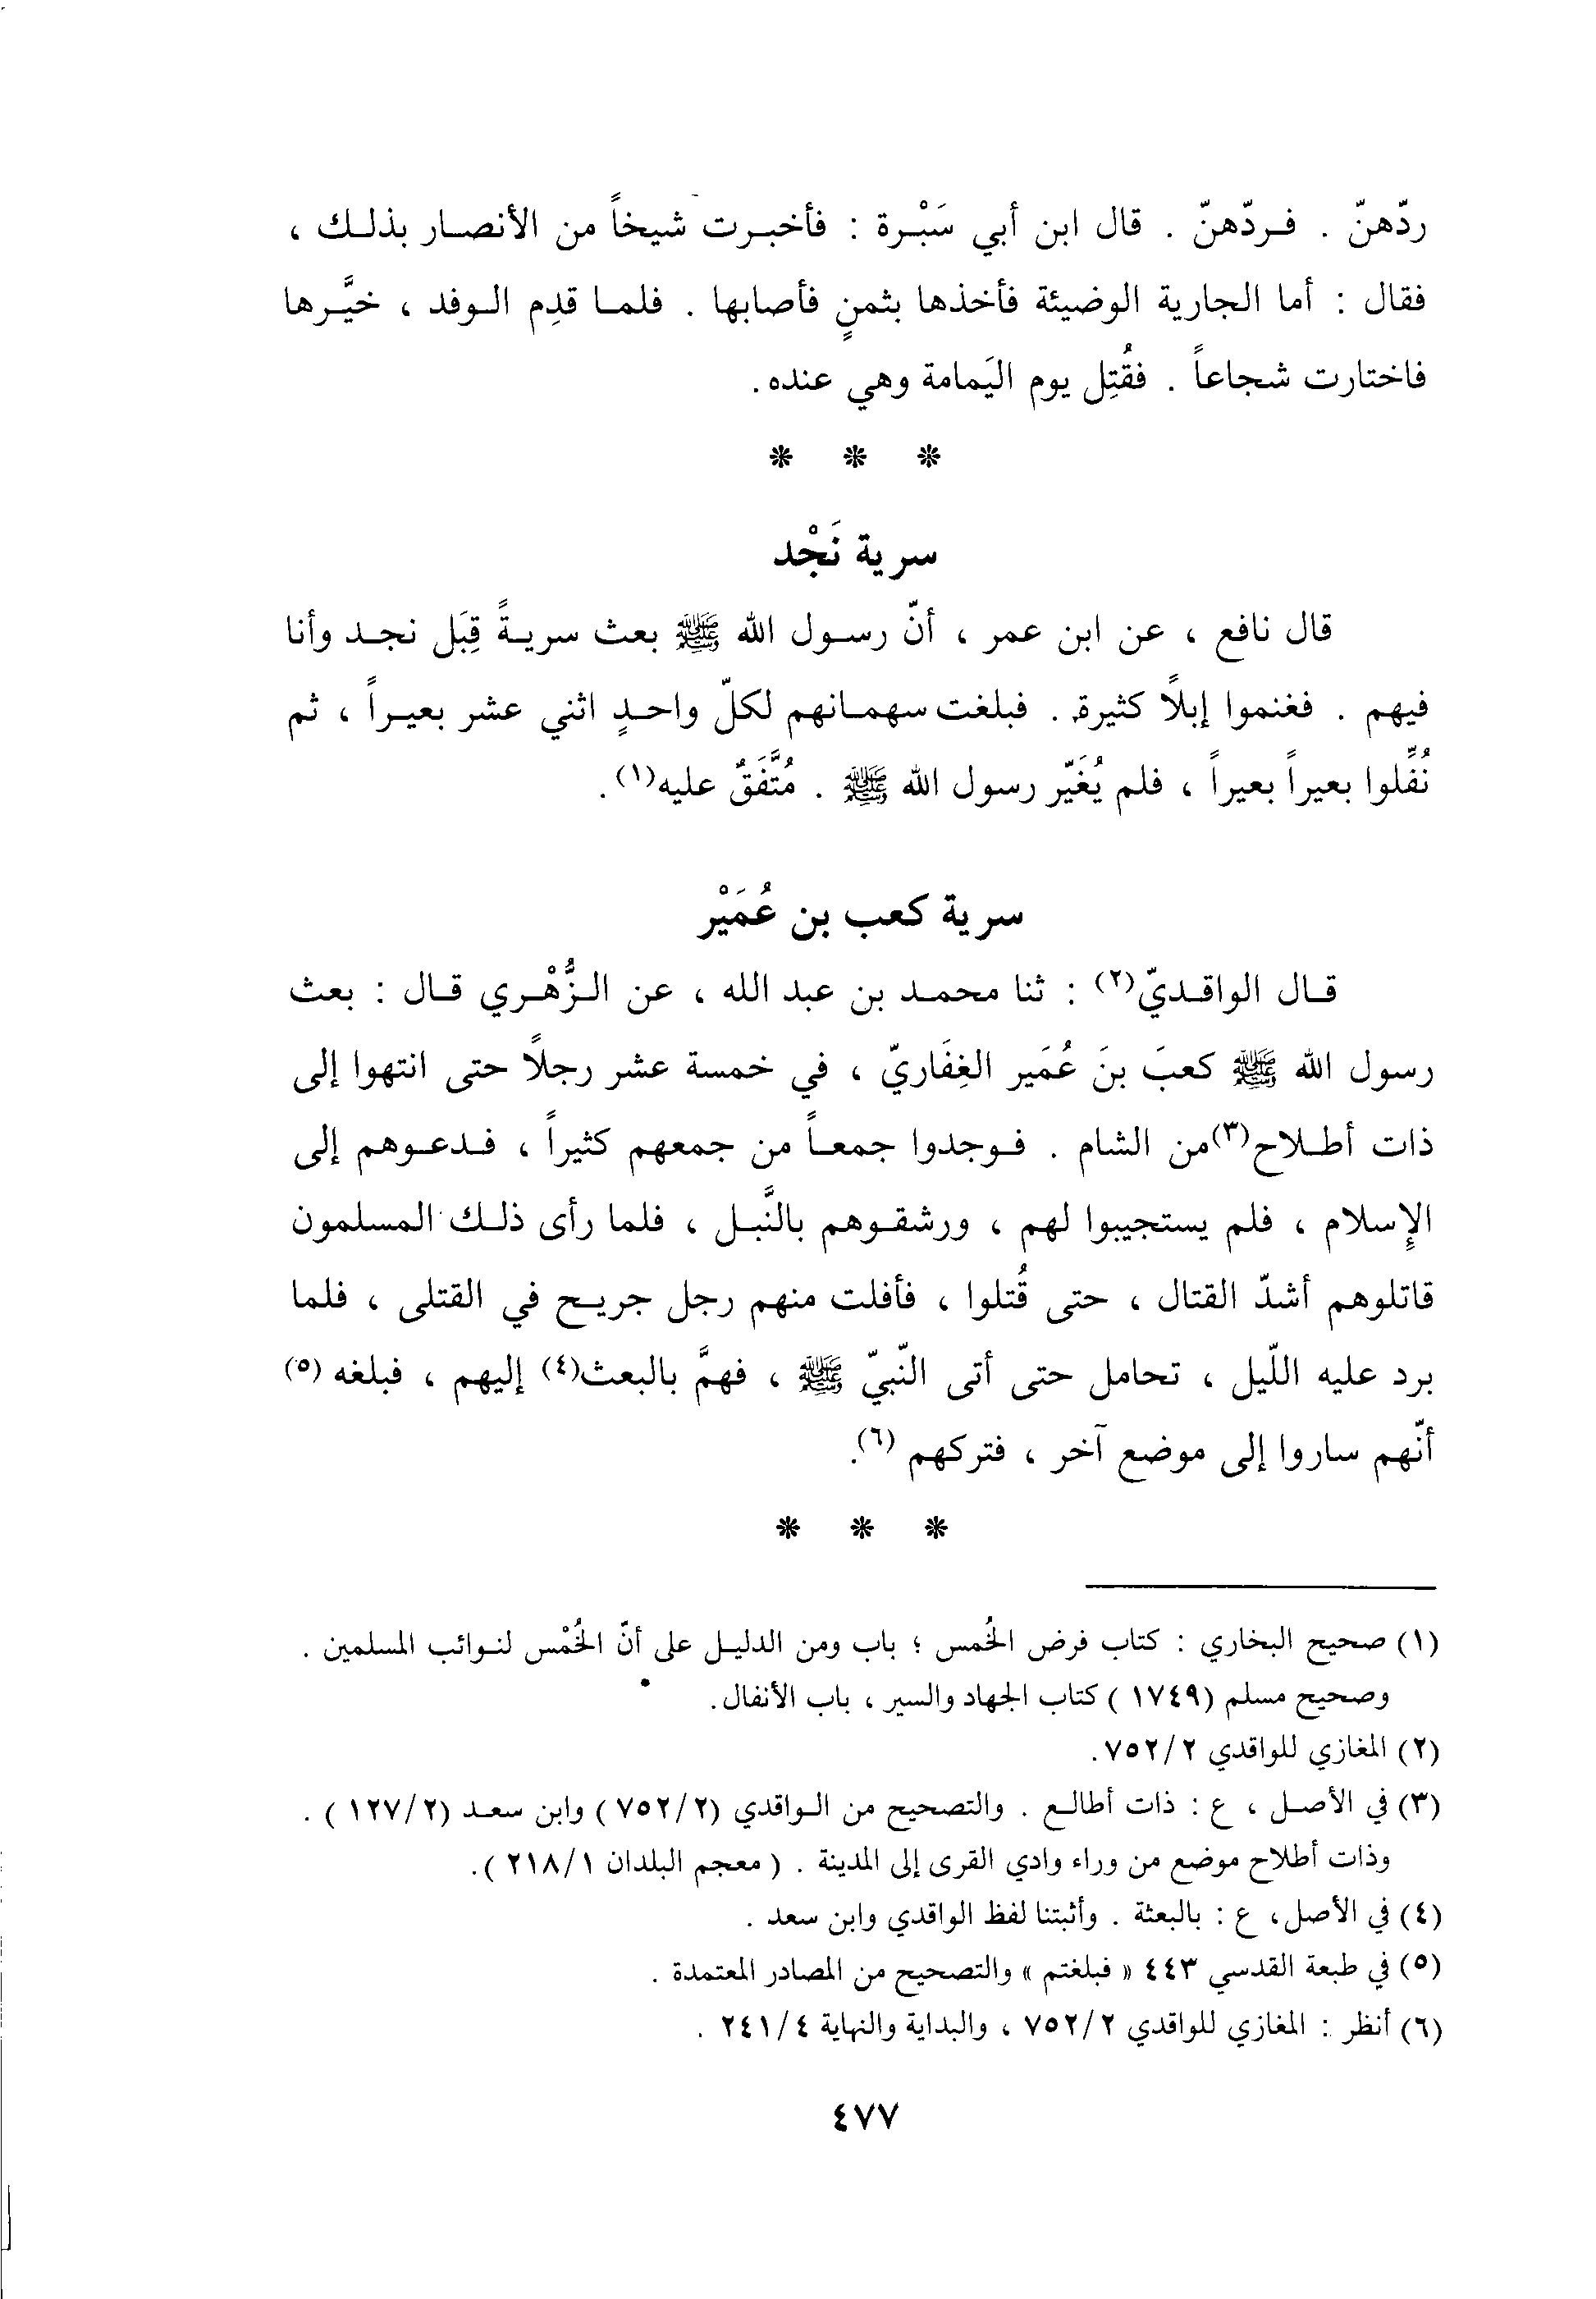 ردّهنّ . فردّهنّ . قال ابن أبي سَبْرة : فأخبرت شيخاً من الأنصار بذلك ،
فقال : أما الجارية الوضيئة فأخذها بثمنٍ فأصابها . فلما قدِم الوفد ، خيَّرها
فاختارت شجاعاً . فقُتِل يوم اليَمامة وهي عنده .
* * *
سرية نَجْد
قال نافع ، عن ابن عمر ، أنّ رسول الله ﷺ بعث سريةً قِبَل نجد وأنا
فيهم . فغنموا إبلاً كثيرة . فبلغت سهمانهم لكلّ واحدٍ اثني عشر بعيراً ، ثم
نُفِّلوا بعيراً بعيراً ، فلم يُغَيّر رسول الله ﷺ . مُتَّفَقٌ عليه(١) .
سرية كعب بن عُمَيْر
قال الواقديّ(٢) : ثنا محمد بن عبد الله ، عن الزُّهْري قال : بعث
رسول الله ﷺ كعبَ بنَ عُمَير الغِفَاريّ ، في خمسة عشر رجلاً حتى انتهوا إلى
ذات أطلاح(٣) من الشام . فوجدوا جمعاً من جمعهم كثيراً ، فدعوهم إلى
الإسلام ، فلم يستجيبوا لهم ، ورشقوهم بالنَّبل ، فلما رأى ذلك المسلمون
قاتلوهم أشدّ القتال ، حتى قُتلوا ، فأفلت منهم رجل جريح في القتلى ، فلما
برد عليه اللّيل ، تحامل حتى أتى النّبيّ ﷺ ، فهمَّ بالبعث(٤) إليهم ، فبلغه (٥)
أنّهم ساروا إلى موضع آخر ، فتركهم (٦).
* * *
(١) صحيح البخاري : كتاب فرض الخُمس ؛ باب ومن الدليل على أنّ الخُمْس لنوائب المسلمين .
وصحيح مسلم (١٧٤٩ ) كتاب الجهاد والسير ، باب الأنفال.
(٢) المغازي للواقدي ٧٥٢/٢.
(٣) في الأصل ، ع : ذات أطالع . والتصحيح من الواقدي (٧٥٢/٢ ) وابن سعد (١٢٧/٢ ) .
وذات أطلاح موضع من وراء وادي القرى إلى المدينة . ( معجم البلدان ٢١٨/١ ).
(٤) في الأصل، ع : بالبعثة . وأثبتنا لفظ الواقدي وابن سعد .
(٥) في طبعة القدسي ٤٤٣ « فبلغتم » والتصحيح من المصادر المعتمدة .
(٦) أنظر : المغازي للواقدي ٧٥٢/٢ ، والبداية والنهاية ٢٤١/٤ .
٤٧٧